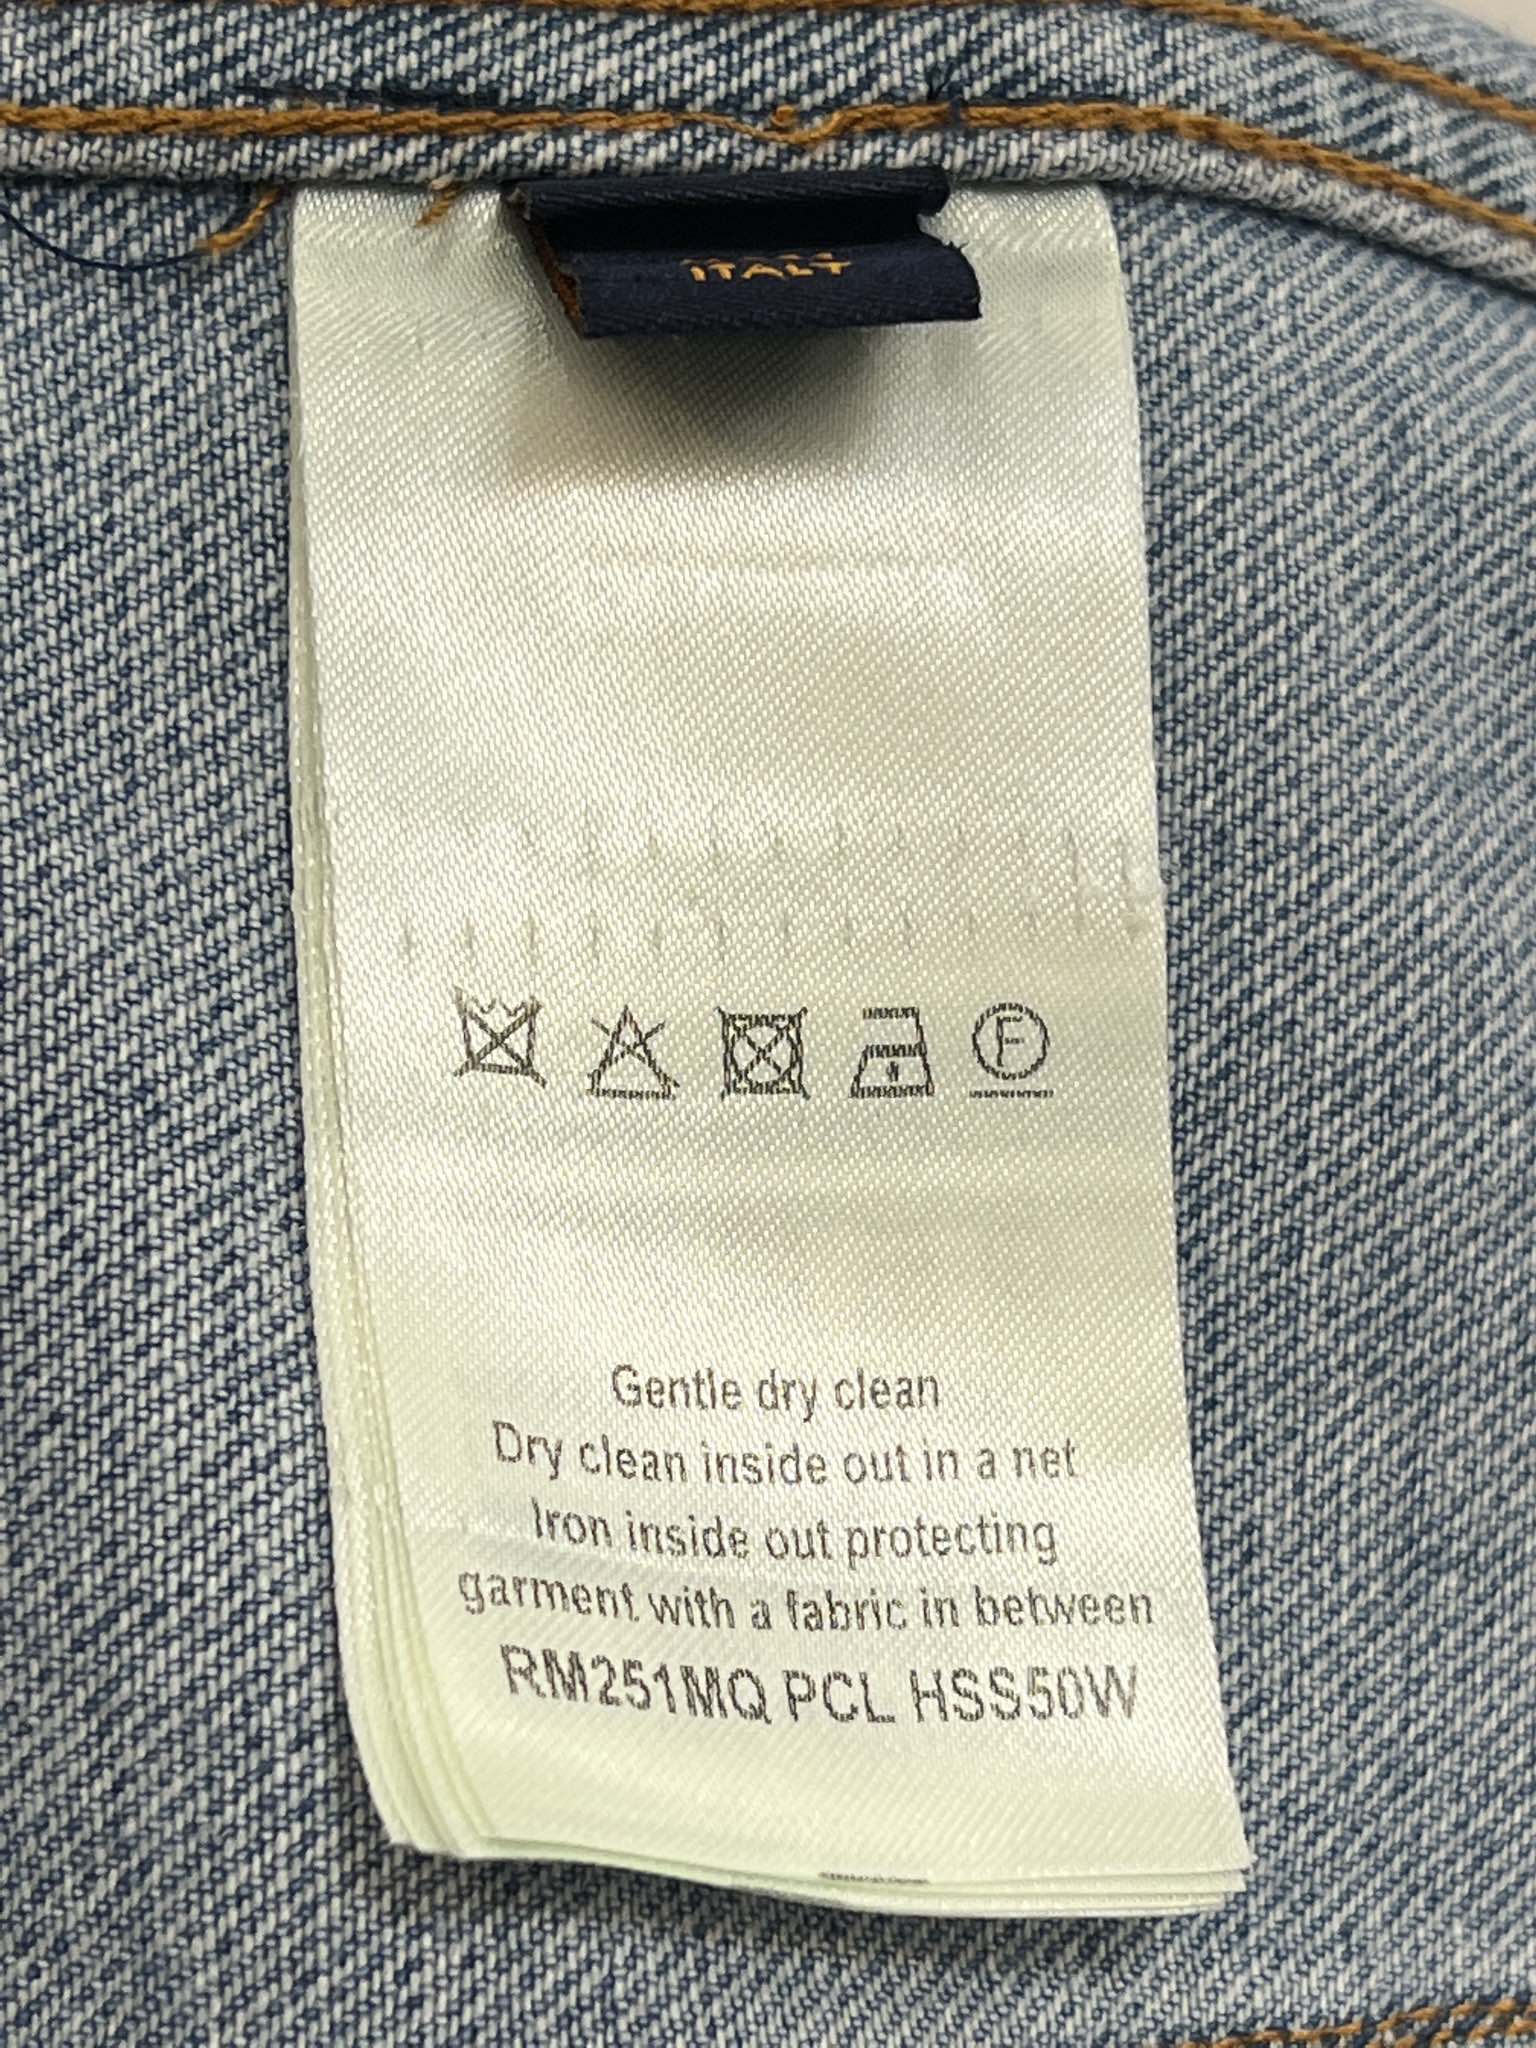 ITALY
F
Gentle dry clean
Dry clean inside out in a net
Iron inside out protecting
garment with a fabric in between
RM251MQ PCL HSS50W